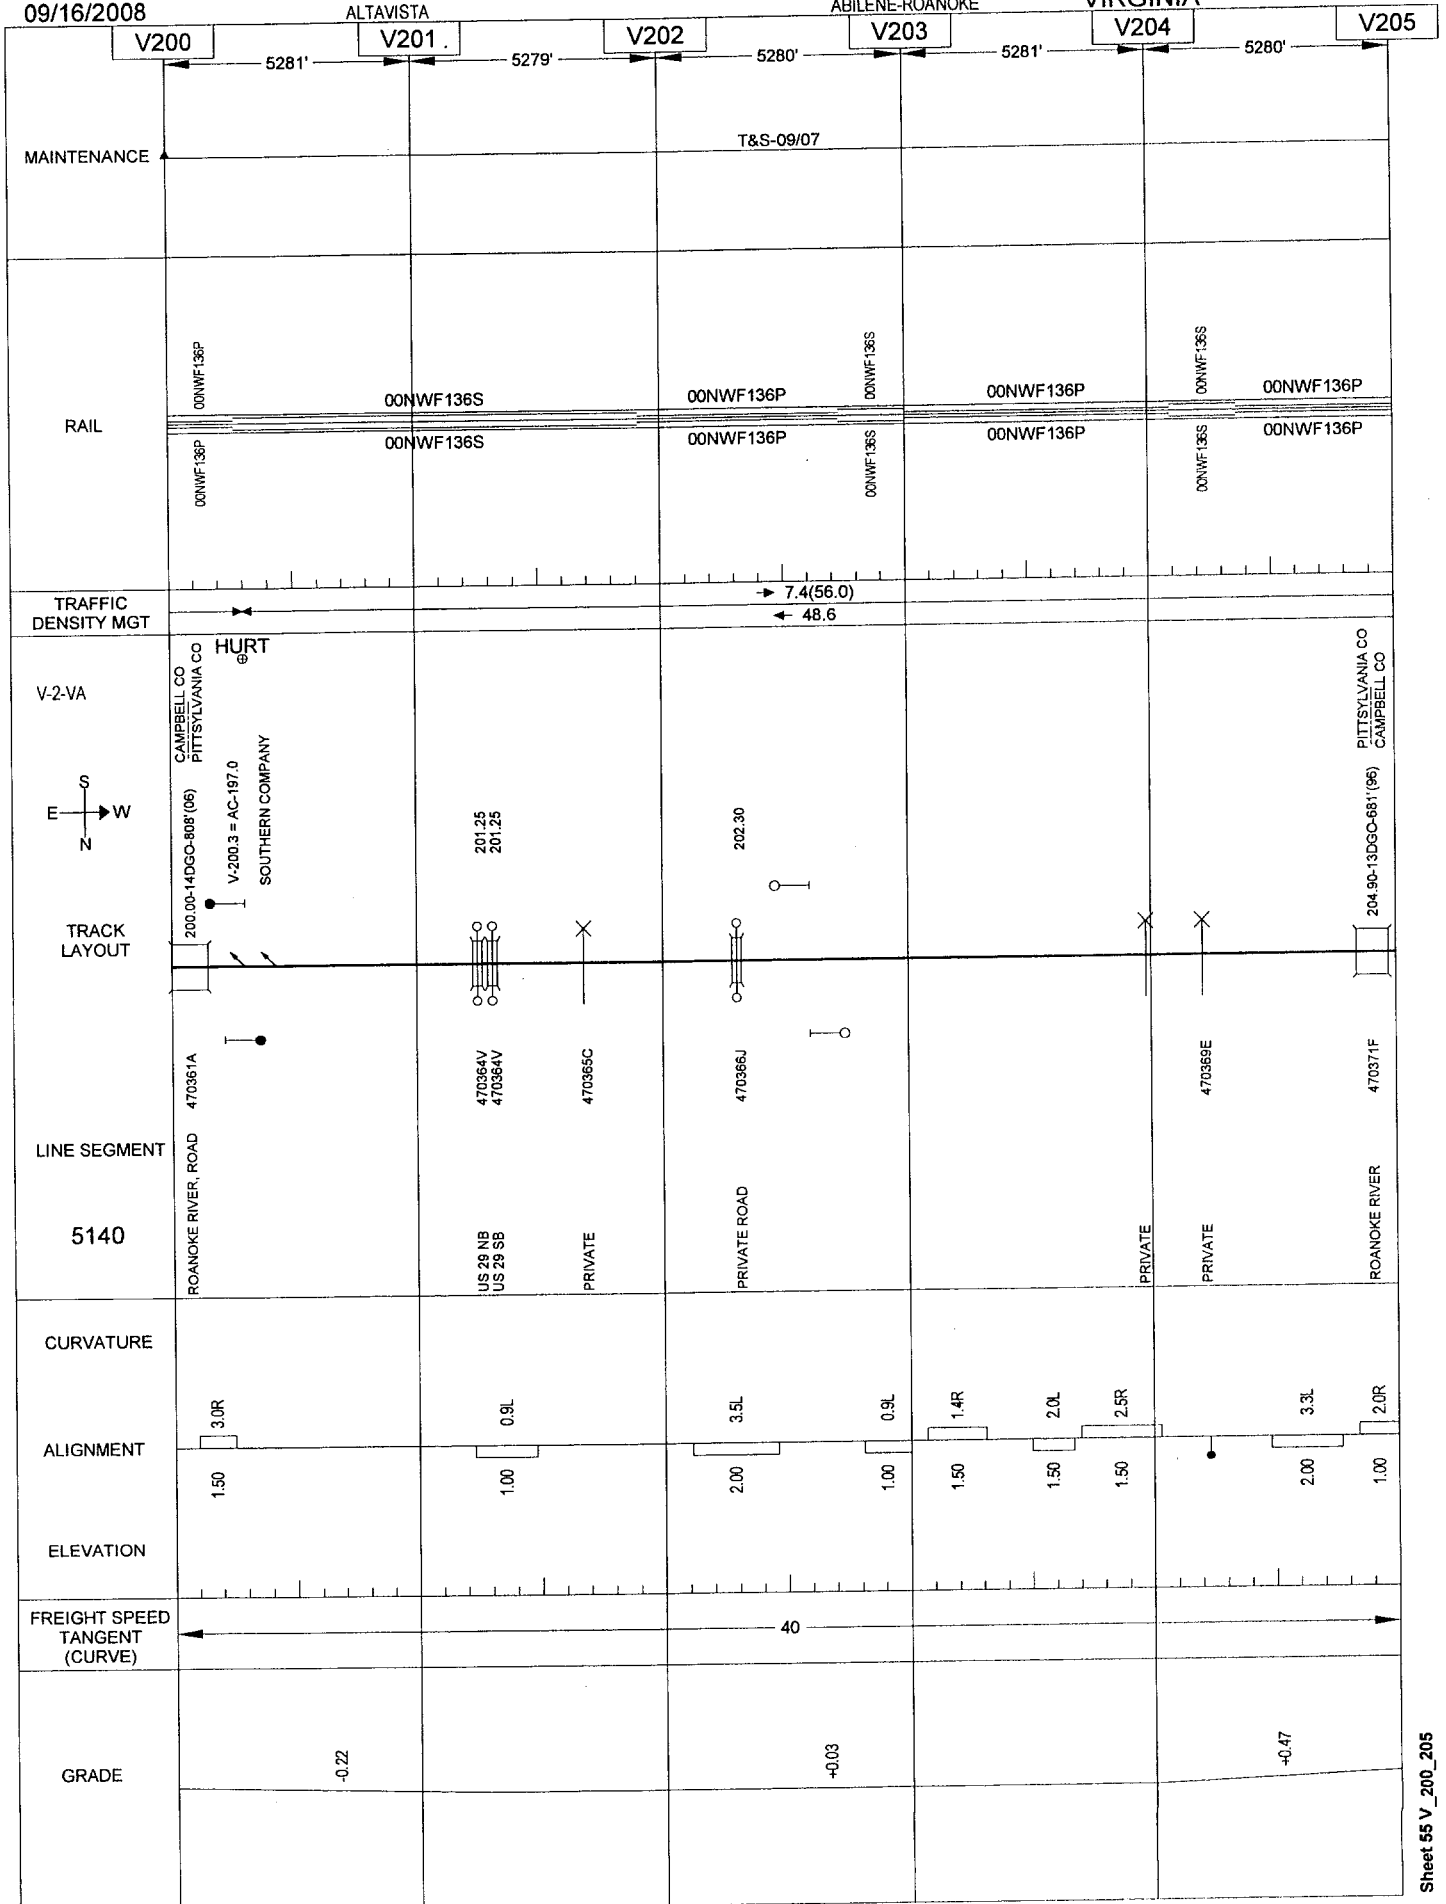 09/16/2008
ALTAVISTA
ABILENE-ROANOKE
VIRGINIA
V200
V201
V202
V203
V204
V205
5281'
5279'
5280'
5281'
5280'
MAINTENANCE
T&S-09/07
RAIL
00NWF136P
00NWF136S
00NWF136P
00NWF136S
00NWF136P
00NWF136S
00NWF136P
00NWF136P
00NWF136S
00NWF136P
00NWF136S
00NWF136P
00NWF136S
00NWF136P
TRAFFIC
DENSITY MGT
7.4(56.0)
48.6
V-2-VA
CAMPBELL CO
PITTSYLVANIA CO
HURT
PITTSYLVANIA CO
CAMPBELL CO
S
E
W
N
200.00-14DGO-808'(06)
V-200.3 = AC-197.0
SOUTHERN COMPANY
201.25
201.25
202.30
204.90-13DGO-681'(96)
TRACK
LAYOUT
470361A
470364V
470364V
470365C
470366J
470369E
470371F
LINE SEGMENT
5140
ROANOKE RIVER, ROAD
US 29 NB
US 29 SB
PRIVATE
PRIVATE ROAD
PRIVATE
PRIVATE
ROANOKE RIVER
CURVATURE
3.0R
0.9L
3.5L
0.9L
1.4R
2.0L
2.5R
3.3L
2.0R
ALIGNMENT
1.50
1.00
2.00
1.00
1.50
1.50
1.50
2.00
1.00
ELEVATION
FREIGHT SPEED
TANGENT
(CURVE)
40
GRADE
-0.22
+0.03
+0.47
Sheet 55 V_200_205